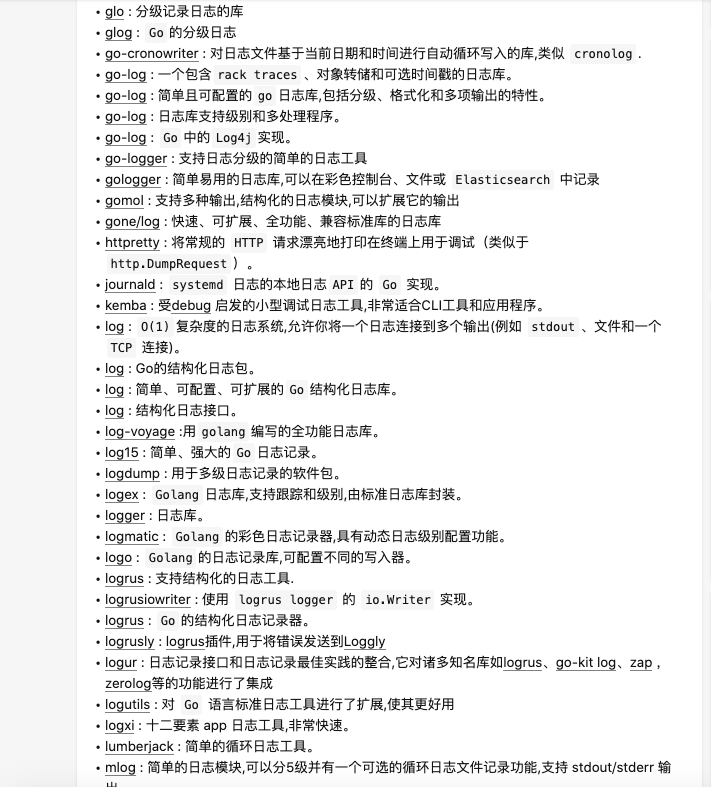 • glo : 分级记录日志的库
• glog : Go 的分级日志
• go-cronowriter : 对日志文件基于当前日期和时间进行自动循环写入的库,类似 cronolog .
• go-log : 一个包含 rack traces 、对象转储和可选时间戳的日志库。
• go-log : 简单且可配置的 go 日志库,包括分级、格式化和多项输出的特性。
• go-log : 日志库支持级别和多处理程序。
• go-log : Go 中的 Log4j 实现。
• go-logger : 支持日志分级的简单的日志工具
• gologger : 简单易用的日志库,可以在彩色控制台、文件或 Elasticsearch 中记录
• gomol : 支持多种输出,结构化的日志模块,可以扩展它的输出
• gone/log : 快速、可扩展、全功能、兼容标准库的日志库
• httpretty : 将常规的 HTTP 请求漂亮地打印在终端上用于调试（类似于
http.DumpRequest ）。
• journald : systemd 日志的本地日志 API 的 Go 实现。
• kemba : 受debug 启发的小型调试日志工具,非常适合CLI工具和应用程序。
• log : O(1) 复杂度的日志系统,允许你将一个日志连接到多个输出(例如 stdout 、文件和一个
TCP 连接)。
• log : Go的结构化日志包。
• log : 简单、可配置、可扩展的 Go 结构化日志库。
• log : 结构化日志接口。
• log-voyage :用 golang 编写的全功能日志库。
• log15 : 简单、强大的 Go 日志记录。
• logdump : 用于多级日志记录的软件包。
• logex : Golang 日志库,支持跟踪和级别,由标准日志库封装。
• logger : 日志库。
• logmatic : Golang 的彩色日志记录器,具有动态日志级别配置功能。
• logo : Golang 的日志记录库,可配置不同的写入器。
• logrus : 支持结构化的日志工具.
• logrusiowriter : 使用 logrus logger 的 io.Writer 实现。
• logrus : Go 的结构化日志记录器。
• logrusly : logrus插件,用于将错误发送到Loggly
• logur : 日志记录接口和日志记录最佳实践的整合,它对诸多知名库如logrus、go-kit log、zap ，
zerolog等的功能进行了集成
• logutils : 对 Go 语言标准日志工具进行了扩展,使其更好用
• logxi : 十二要素 app 日志工具,非常快速。
• lumberjack : 简单的循环日志工具。
• mlog : 简单的日志模块,可以分5级并有一个可选的循环日志文件记录功能,支持 stdout/stderr 输